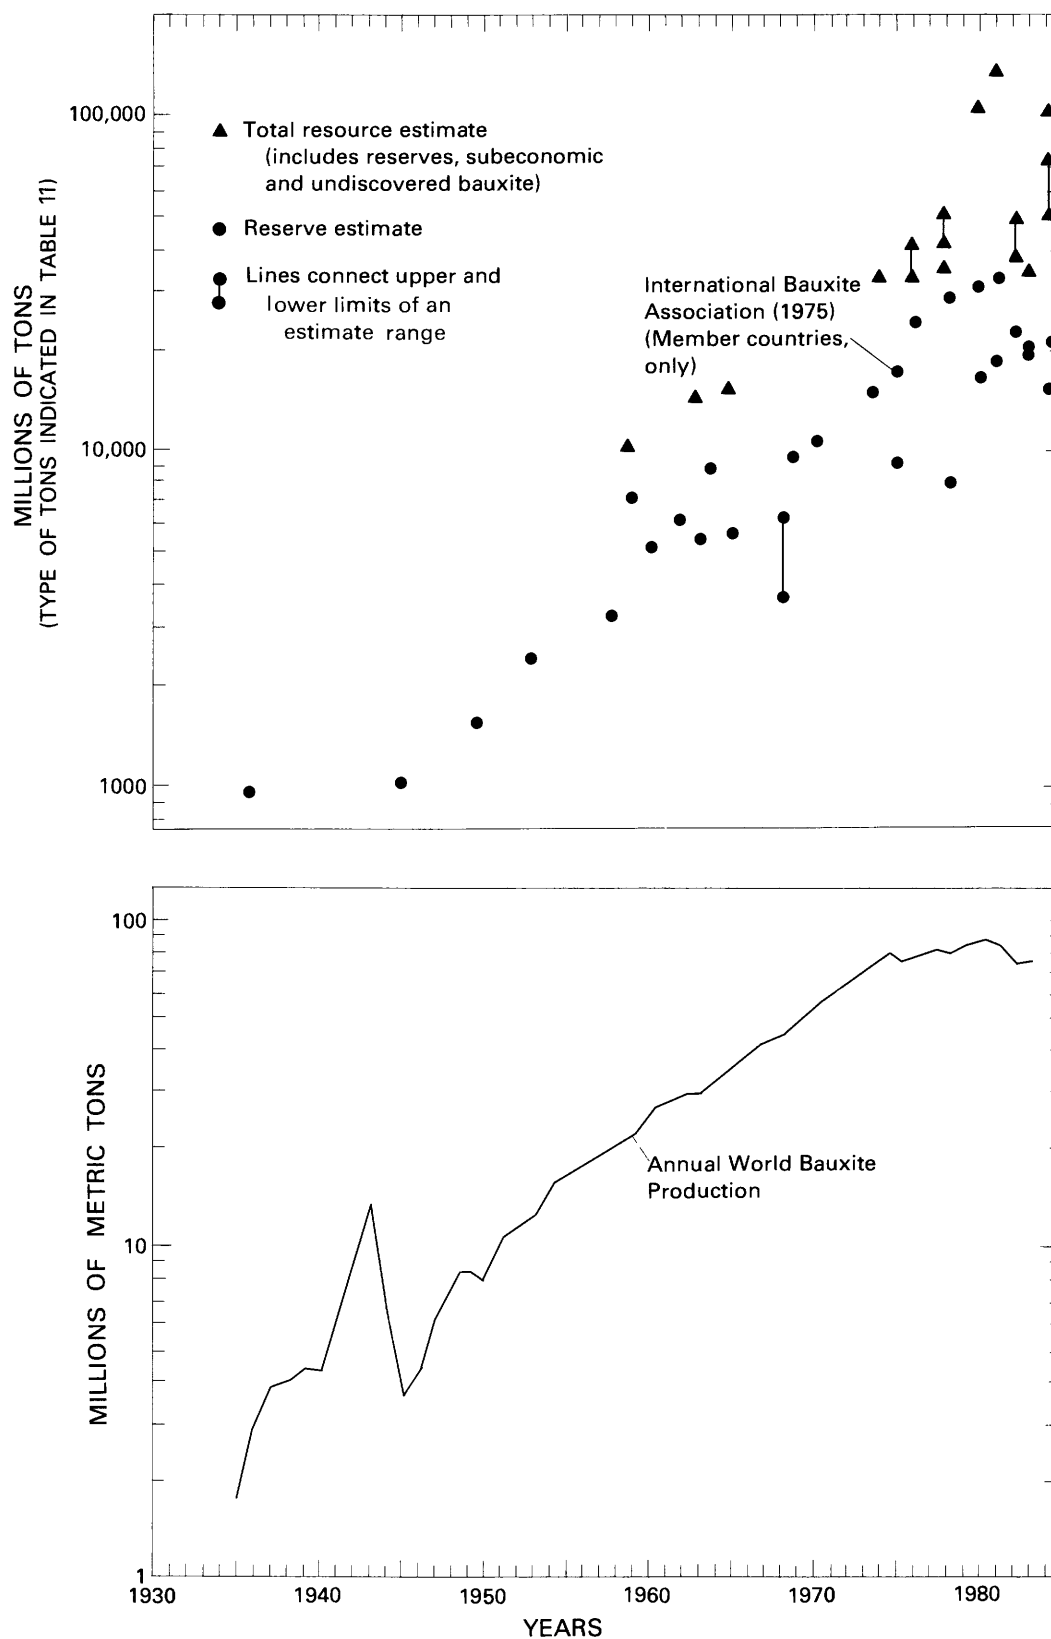 100,000
10,000
1000
MILLIONS OF TONS
(TYPE OF TONS INDICATED IN TABLE 11)
Total resource estimate
(includes reserves, subeconomic
and undiscovered bauxite)
Reserve estimate
Lines connect upper and
lower limits of an
estimate range
International Bauxite
Association (1975)
(Member countries,
only)
100
10
1
MILLIONS OF METRIC TONS
Annual World Bauxite
Production
1930 1940 1950 1960 1970 1980
YEARS